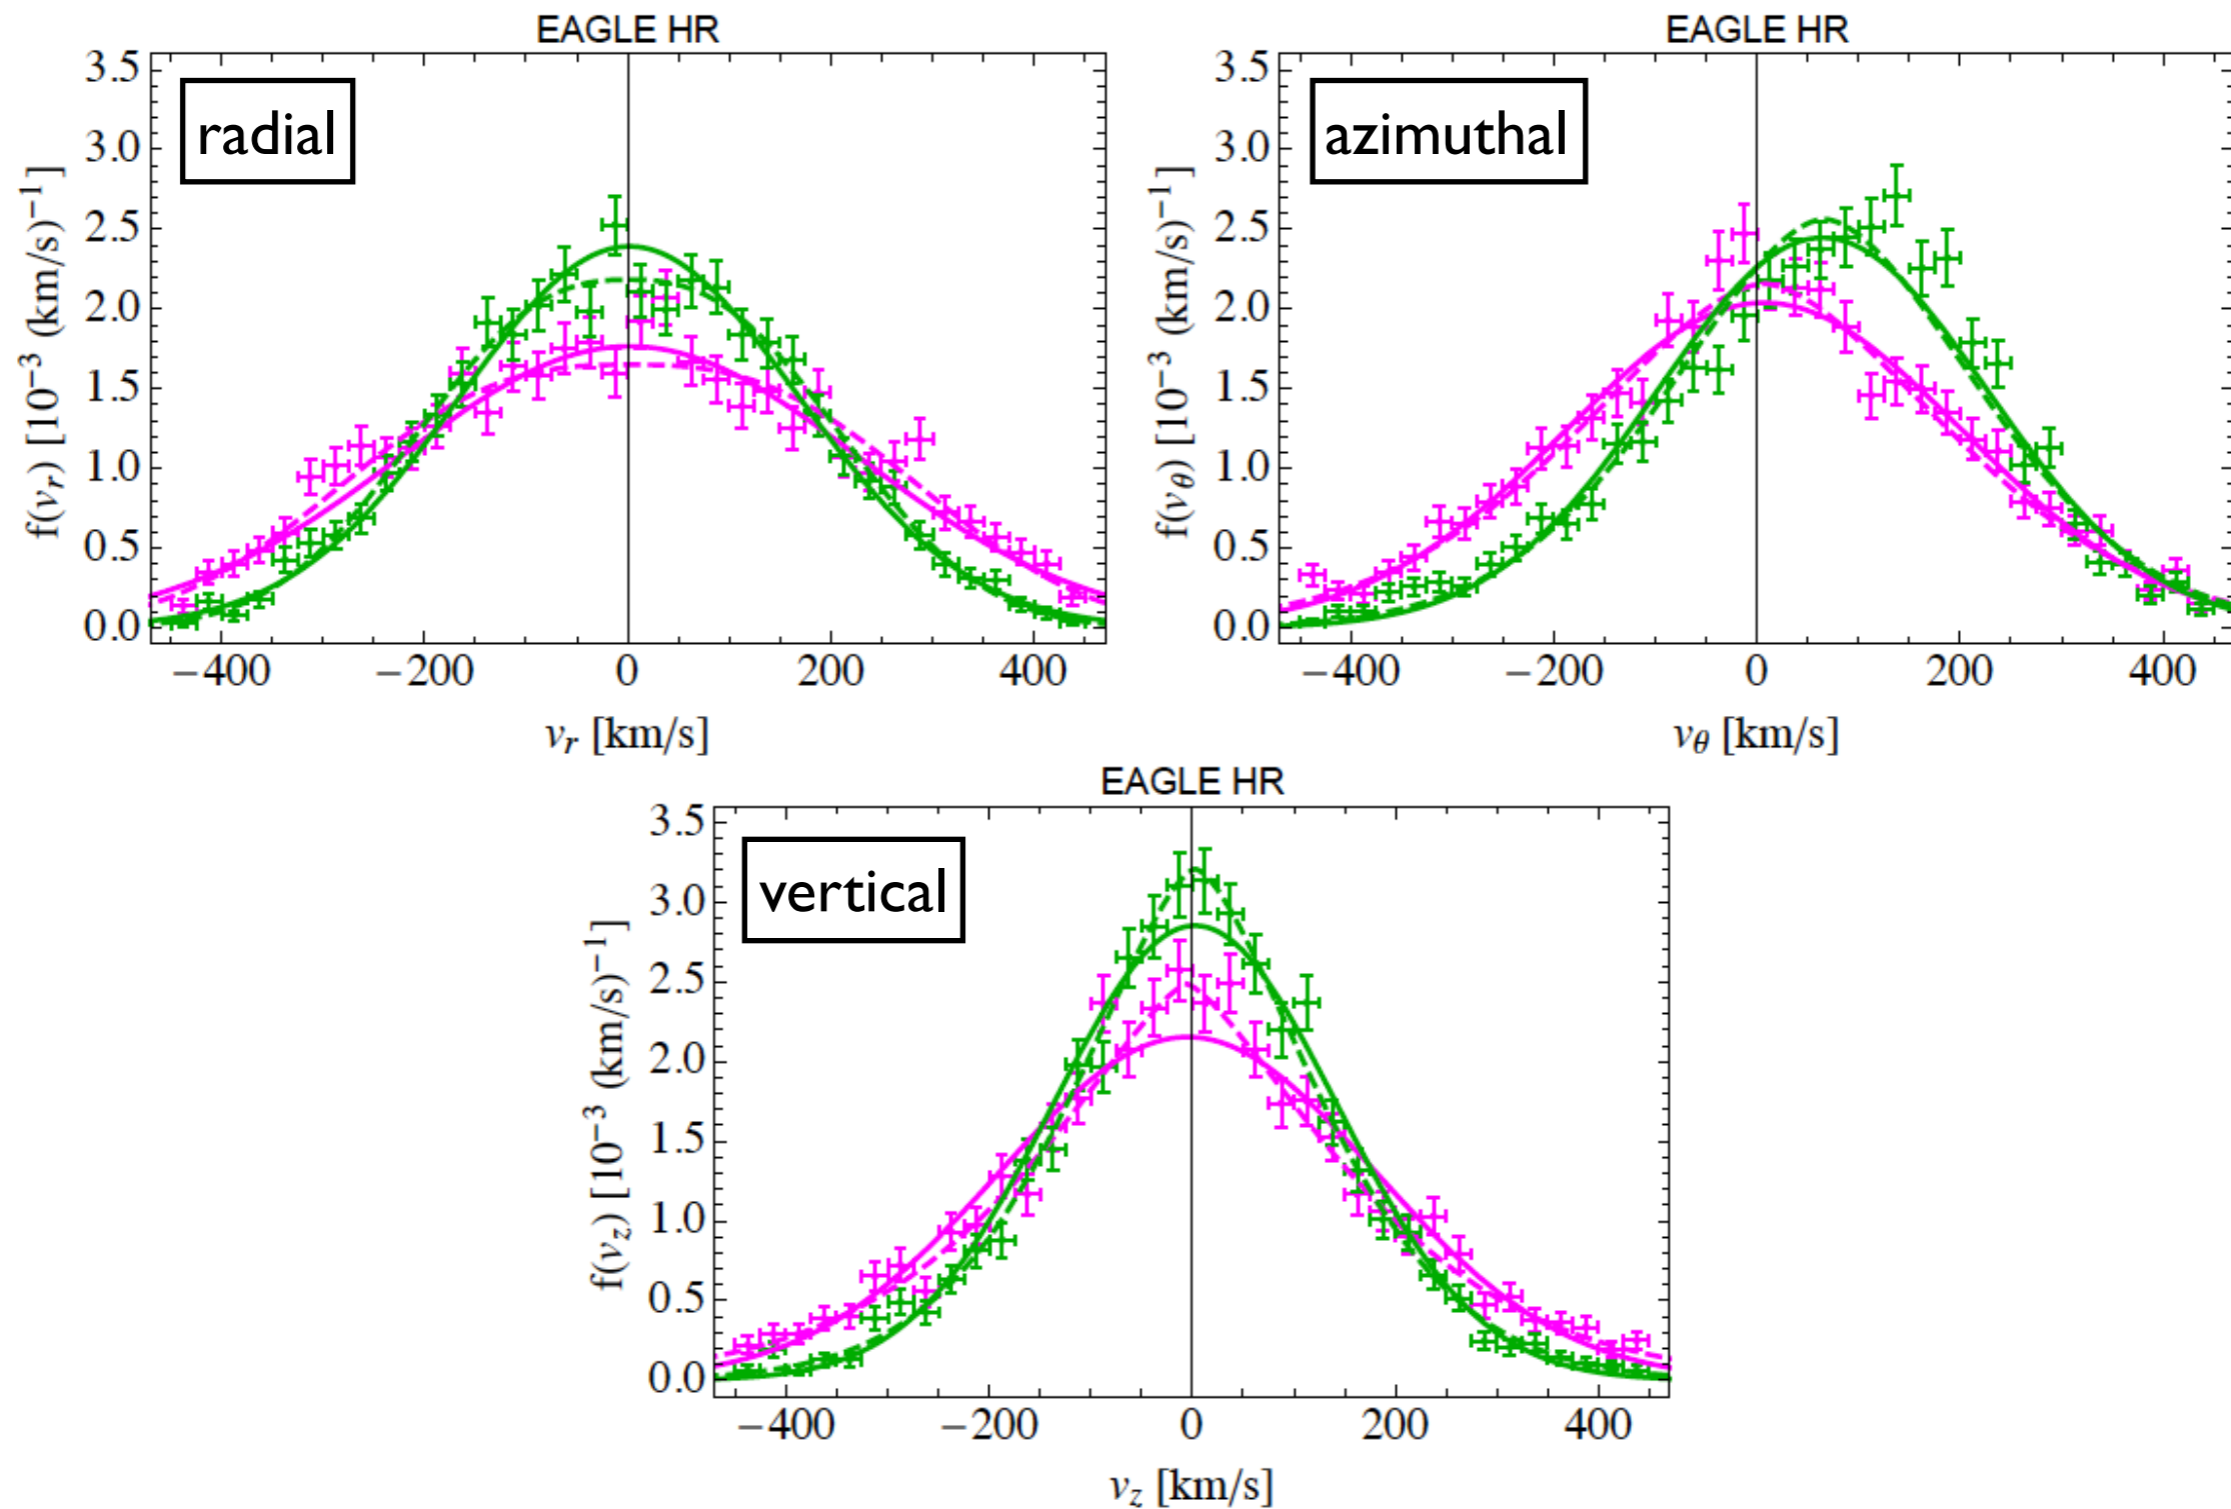 EAGLE HR
radial
f(v_r) [10^−3 (km/s)^−1]
3.5
3.0
2.5
2.0
1.5
1.0
0.5
0.0
−400 −200 0 200 400
v_r [km/s]
EAGLE HR
azimuthal
f(v_θ) [10^−3 (km/s)^−1]
3.5
3.0
2.5
2.0
1.5
1.0
0.5
0.0
−400 −200 0 200 400
v_θ [km/s]
EAGLE HR
vertical
f(v_z) [10^−3 (km/s)^−1]
3.5
3.0
2.5
2.0
1.5
1.0
0.5
0.0
−400 −200 0 200 400
v_z [km/s]